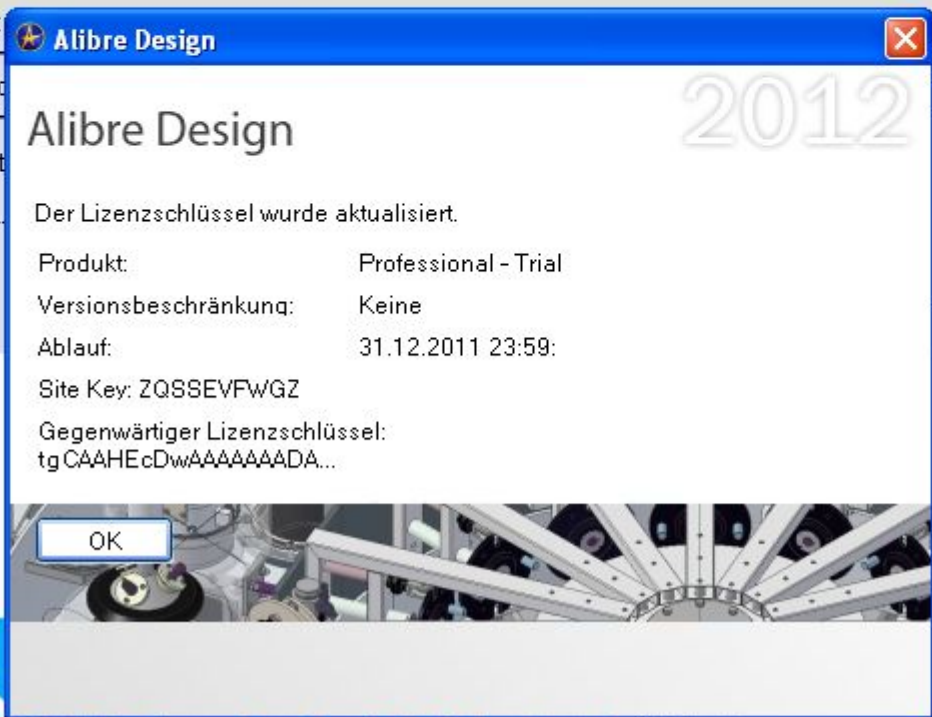 Alibre Design
2012
Alibre Design
Der Lizenzschlüssel wurde aktualisiert.
Produkt: Professional - Trial
Versionsbeschränkung: Keine
Ablauf: 31.12.2011 23:59:
Site Key: ZQSSEVFWGZ
Gegenwärtiger Lizenzschlüssel:
tgCAAHEcDwAAAAAAADA...
OK